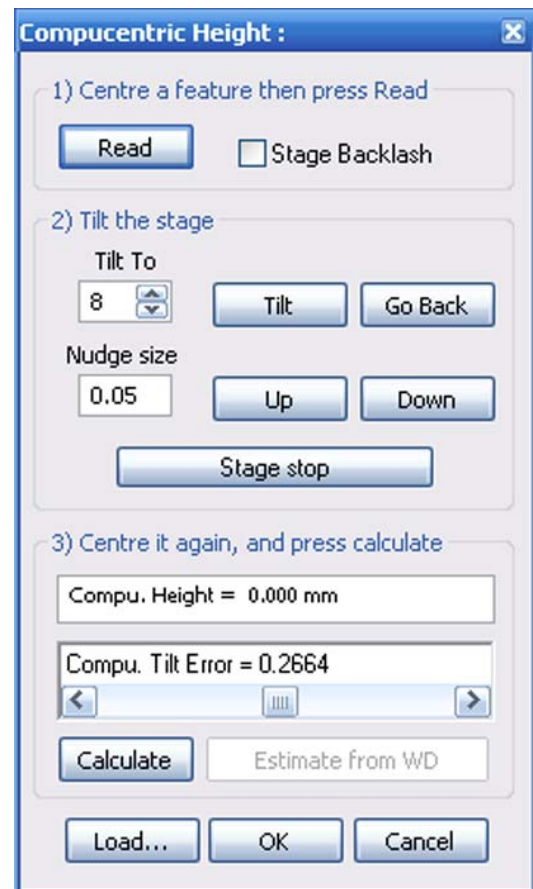 Compucentric Height :
1) Centre a feature then press Read
Read Stage Backlash
2) Tilt the stage
Tilt To
8 Tilt Go Back
Nudge size
0.05 Up Down
Stage stop
3) Centre it again, and press calculate
Compu. Height = 0.000 mm
Compu. Tilt Error = 0.2664
Calculate Estimate from WD
Load... OK Cancel